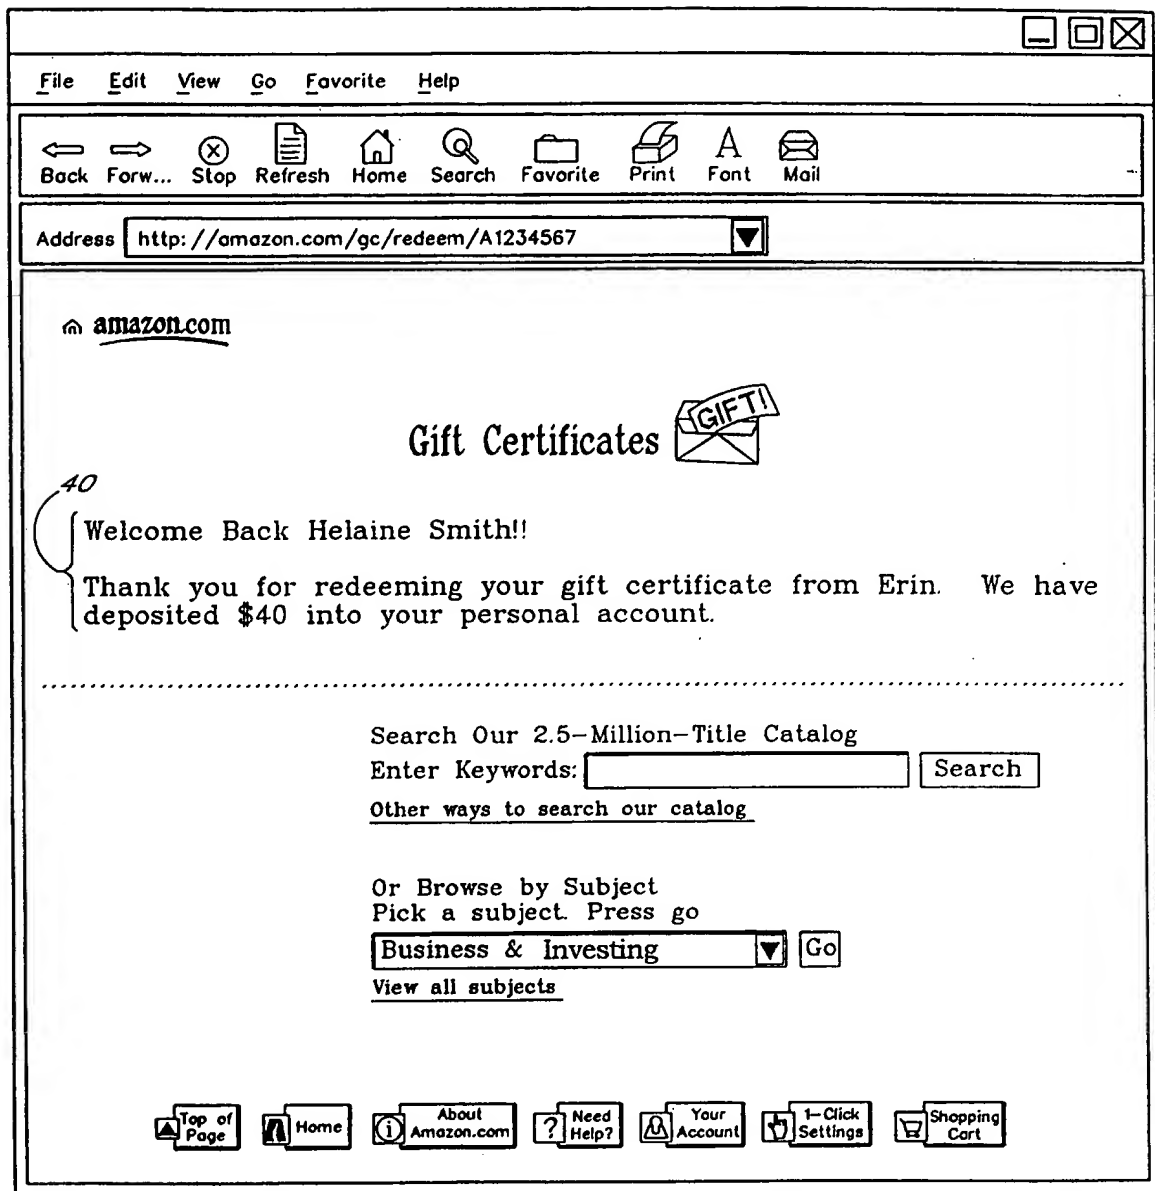 File Edit View Go Favorite Help
Back Forw... Stop Refresh Home Search Favorite Print Font Mail
A
Address http://amazon.com/gc/redeem/A1234567
amazon.com
GIFT!
Gift Certificates
40
Welcome Back Helaine Smith!!
Thank you for redeeming your gift certificate from Erin. We have
deposited $40 into your personal account.
Search Our 2.5-Million-Title Catalog
Enter Keywords: Search
Other ways to search our catalog
Or Browse by Subject
Pick a subject. Press go
Business & Investing Go
View all subjects
Top of Page Home About Amazon.com Need Help? Your Account 1-Click Settings Shopping Cart